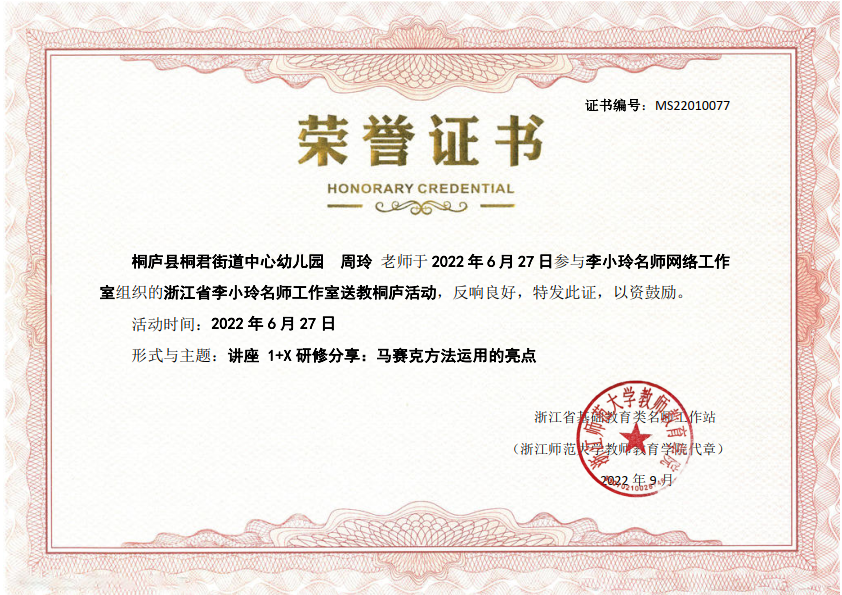 证书编号：MS22010077
荣誉证书
HONORARY CREDENTIAL
桐庐县桐君街道中心幼儿园 周玲 老师于 2022 年 6 月 27 日参与李小玲名师网络工作
室组织的浙江省李小玲名师工作室送教桐庐活动，反响良好，特发此证，以资鼓励。
活动时间：2022 年 6 月 27 日
形式与主题：讲座 1+X 研修分享：马赛克方法运用的亮点
浙江省基础教育类名师工作站
（浙江师范大学教师教育学院代章）
2022 年 9 月
浙江师范大学教师教育学院